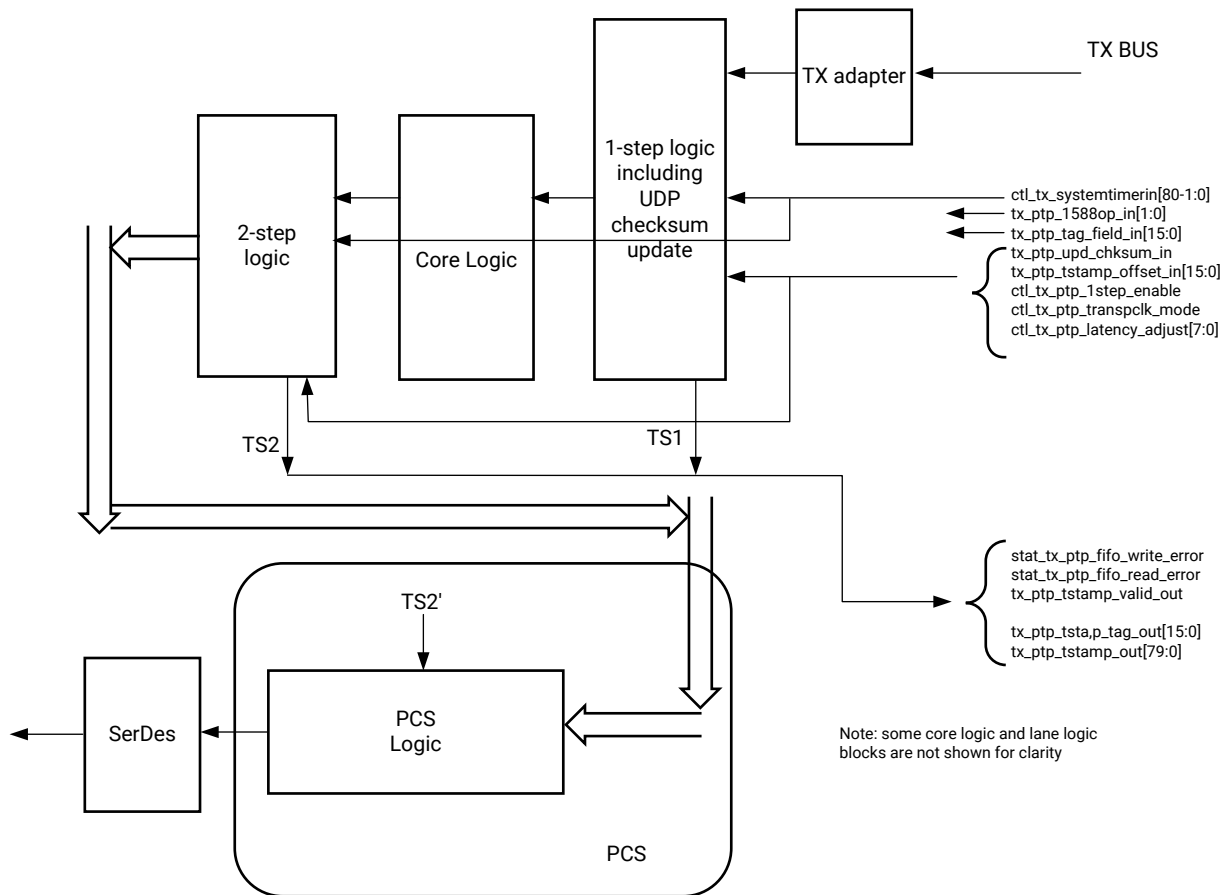 TX BUS
TX adapter
1-step logic
including
UDP
checksum
update
Core Logic
2-step
logic
ctl_tx_systemtimerin[80-1:0]
tx_ptp_1588op_in[1:0]
tx_ptp_tag_field_in[15:0]
tx_ptp_upd_chksum_in
tx_ptp_tstamp_offset_in[15:0]
ctl_tx_ptp_1step_enable
ctl_tx_ptp_transpclk_mode
ctl_tx_ptp_latency_adjust[7:0]
TS2
TS1
stat_tx_ptp_fifo_write_error
stat_tx_ptp_fifo_read_error
tx_ptp_tstamp_valid_out
tx_ptp_tsta,p_tag_out[15:0]
tx_ptp_tstamp_out[79:0]
TS2'
PCS
Logic
SerDes
PCS
Note: some core logic and lane logic
blocks are not shown for clarity